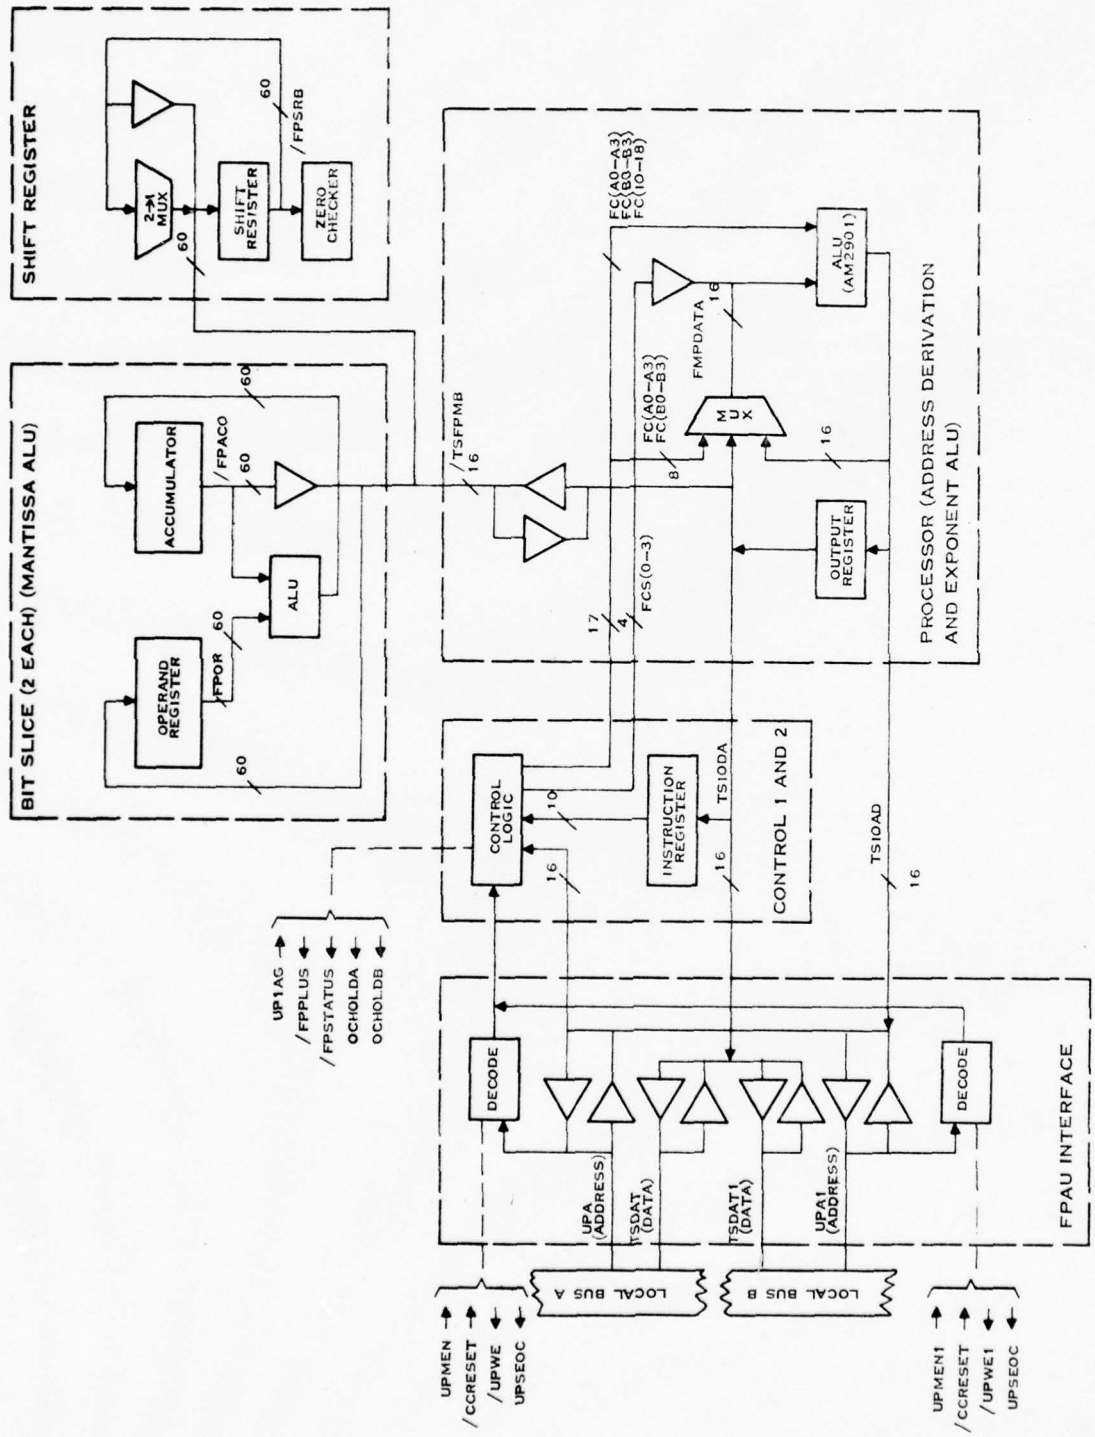 SHIFT REGISTER
2→1
MUX
60
SHIFT
RESISTER
60
/FPSRB
ZERO
CHECKER
BIT SLICE (2 EACH) (MANTISSA ALU)
OPERAND
REGISTER
/FPOR
60
60
ACCUMULATOR
/FPACO
60
60
ALU
UP1AG
/FPPLUS
/FPSTATUS
OCHOLDA
OCHOLDB
CONTROL
LOGIC
16
10
INSTRUCTION
REGISTER
TSIODA
16
CONTROL 1 AND 2
TSIOAD
16
/TSFPMB
16
17
4
FCS(0-3)
FC(A0-A3)
FC(B0-B3)
8
FC(A0-A3)
FC(B0-B3)
FC(10-18)
FMPDATA
16
MUX
16
OUTPUT
REGISTER
ALU
(AM2901)
PROCESSOR (ADDRESS DERIVATION
AND EXPONENT ALU)
UPMEN
/CCRESET
/UPWE
UPSEOC
DECODE
UPA
(ADDRESS)
TSDAT
(DATA)
TSDAT1
(DATA)
UPA1
(ADDRESS)
LOCAL BUS A
LOCAL BUS B
DECODE
FPAU INTERFACE
UPMEN1
/CCRESET
/UPWE1
UPSEOC